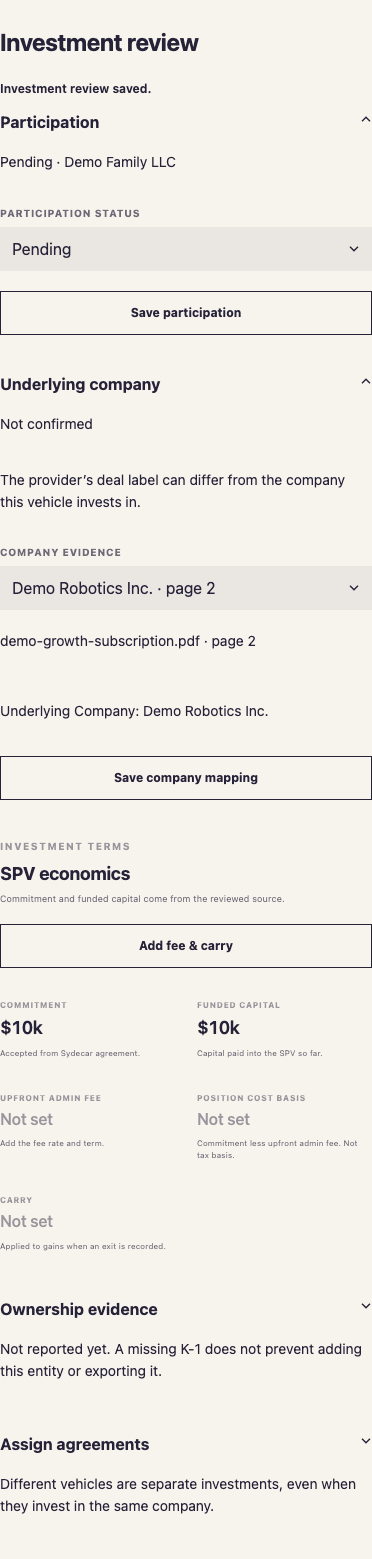 Investment review
Investment review saved.
Participation
Pending · Demo Family LLC
PARTICIPATION STATUS
Pending
Save participation
Underlying company
Not confirmed
The provider’s deal label can differ from the company
this vehicle invests in.
COMPANY EVIDENCE
Demo Robotics Inc. · page 2
demo-growth-subscription.pdf · page 2
Underlying Company: Demo Robotics Inc.
Save company mapping
INVESTMENT TERMS
SPV economics
Commitment and funded capital come from the reviewed source.
Add fee & carry
COMMITMENT
$10k
Accepted from Sydecar agreement.
FUNDED CAPITAL
$10k
Capital paid into the SPV so far.
UPFRONT ADMIN FEE
Not set
Add the fee rate and term.
POSITION COST BASIS
Not set
Commitment less upfront admin fee. Not
tax basis.
CARRY
Not set
Applied to gains when an exit is recorded.
Ownership evidence
Not reported yet. A missing K-1 does not prevent adding
this entity or exporting it.
Assign agreements
Different vehicles are separate investments, even when
they invest in the same company.